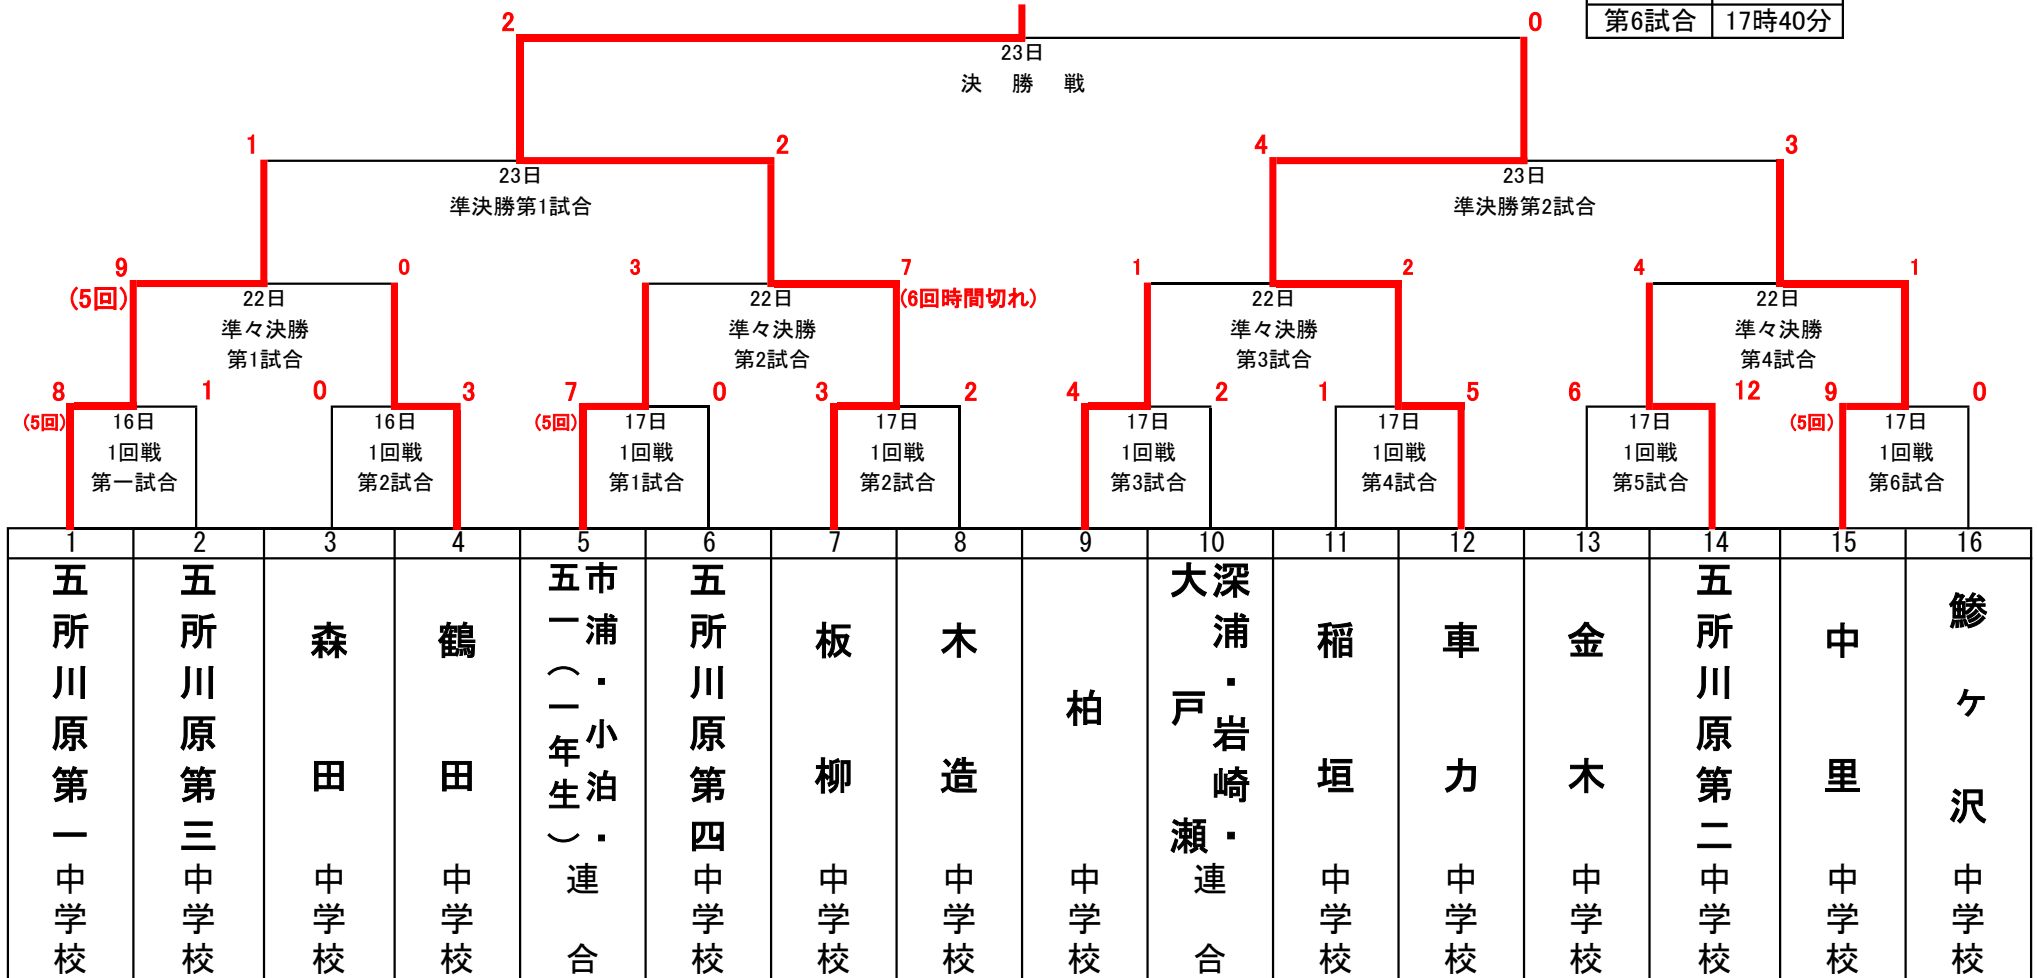 第6試合 17時40分
2 0
23日
決 勝 戦
1 2 4 3
23日 23日
準決勝第1試合 準決勝第2試合
9 0 3 7 1 2 4 1
(5回) 22日 22日 (6回時間切れ) 22日 22日
準々決勝 準々決勝 準々決勝 準々決勝
第1試合 第2試合 第3試合 第4試合
8 1 0 3 7 0 3 2 4 2 1 5 6 12 9 0
(5回) 16日 16日 (5回) 17日 17日 17日 17日 17日 (5回) 17日
1回戦 1回戦 1回戦 1回戦 1回戦 1回戦 1回戦 1回戦
第一試合 第2試合 第1試合 第2試合 第3試合 第4試合 第5試合 第6試合
1 2 3 4 5 6 7 8 9 10 11 12 13 14 15 16
五所川原第一中学校
五所川原第三中学校
森田中学校
鶴田中学校
市浦・小泊・
五一(一年生)
連合
五所川原第四中学校
板柳中学校
木造中学校
柏中学校
深浦・岩崎・
大戸瀬
連合
稲垣中学校
車力中学校
金木中学校
五所川原第二中学校
中里中学校
鯵ヶ沢中学校